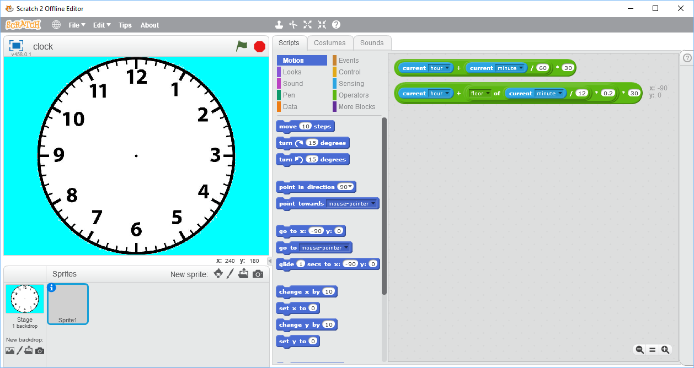 Scratch 2 Offline Editor
SCRATCH File Edit Tips About
clock
v458.0.1
12
11 1
10 2
9 3
8 4
7 5
6
x: 240 y: 180
Sprites New sprite:
Stage
1 backdrop
Sprite1
New backdrop:
Scripts Costumes Sounds
Motion Events
Looks Control
Sound Sensing
Pen Operators
Data More Blocks
move 10 steps
turn 15 degrees
turn 15 degrees
point in direction 90
point towards mouse-pointer
go to x: -90 y: 0
go to mouse-pointer
glide 1 secs to x: -90 y: 0
change x by 10
set x to 0
change y by 10
set y to 0
current hour + current minute / 60 * 30
current hour + floor of current minute / 12 * 0.2 * 30
x: -90
y: 0